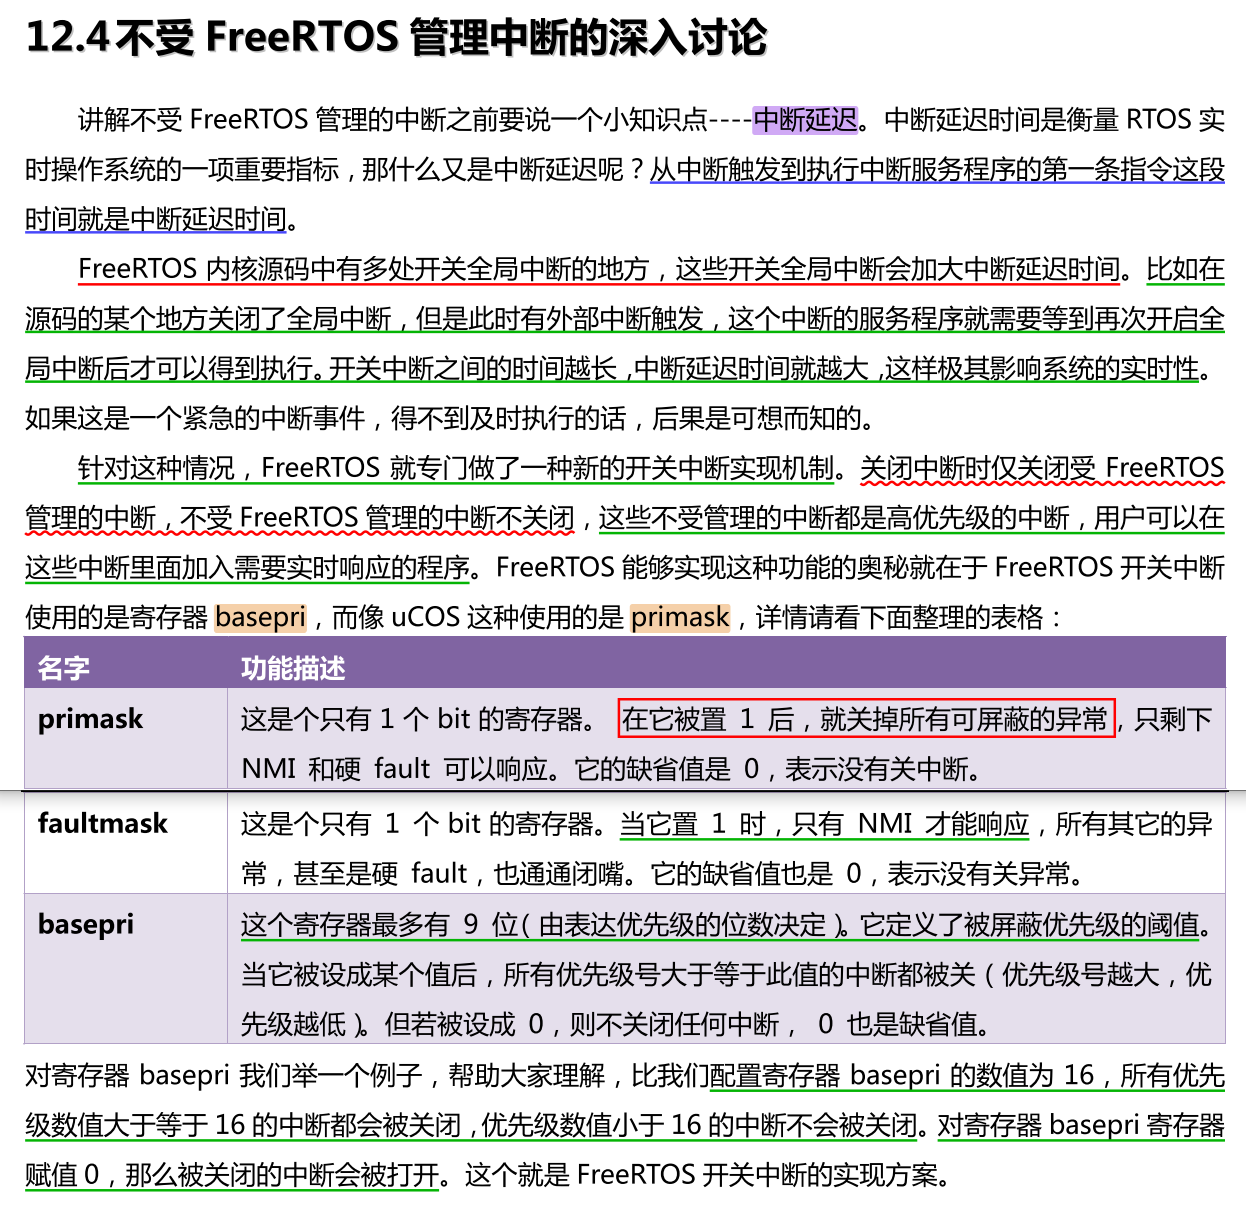 12.4不受 FreeRTOS 管理中断的深入讨论
讲解不受 FreeRTOS 管理的中断之前要说一个小知识点----中断延迟。中断延迟时间是衡量 RTOS 实
时操作系统的一项重要指标，那什么又是中断延迟呢？从中断触发到执行中断服务程序的第一条指令这段
时间就是中断延迟时间。
FreeRTOS 内核源码中有多处开关全局中断的地方，这些开关全局中断会加大中断延迟时间。比如在
源码的某个地方关闭了全局中断，但是此时有外部中断触发，这个中断的服务程序就需要等到再次开启全
局中断后才可以得到执行。开关中断之间的时间越长，中断延迟时间就越大，这样极其影响系统的实时性。
如果这是一个紧急的中断事件，得不到及时执行的话，后果是可想而知的。
针对这种情况，FreeRTOS 就专门做了一种新的开关中断实现机制。关闭中断时仅关闭受 FreeRTOS
管理的中断，不受 FreeRTOS 管理的中断不关闭，这些不受管理的中断都是高优先级的中断，用户可以在
这些中断里面加入需要实时响应的程序。FreeRTOS 能够实现这种功能的奥秘就在于 FreeRTOS 开关中断
使用的是寄存器 basepri，而像 uCOS 这种使用的是 primask，详情请看下面整理的表格：
名字 功能描述
primask 这是个只有 1 个 bit 的寄存器。 在它被置 1 后，就关掉所有可屏蔽的异常，只剩下
NMI 和硬 fault 可以响应。它的缺省值是 0，表示没有关中断。
faultmask 这是个只有 1 个 bit 的寄存器。当它置 1 时，只有 NMI 才能响应，所有其它的异
常，甚至是硬 fault，也通通闭嘴。它的缺省值也是 0，表示没有关异常。
basepri 这个寄存器最多有 9 位（由表达优先级的位数决定）。它定义了被屏蔽优先级的阈值。
当它被设成某个值后，所有优先级号大于等于此值的中断都被关（优先级号越大，优
先级越低）。但若被设成 0，则不关闭任何中断， 0 也是缺省值。
对寄存器 basepri 我们举一个例子，帮助大家理解，比我们配置寄存器 basepri 的数值为 16，所有优先
级数值大于等于 16 的中断都会被关闭，优先级数值小于 16 的中断不会被关闭。对寄存器 basepri 寄存器
赋值 0，那么被关闭的中断会被打开。这个就是 FreeRTOS 开关中断的实现方案。